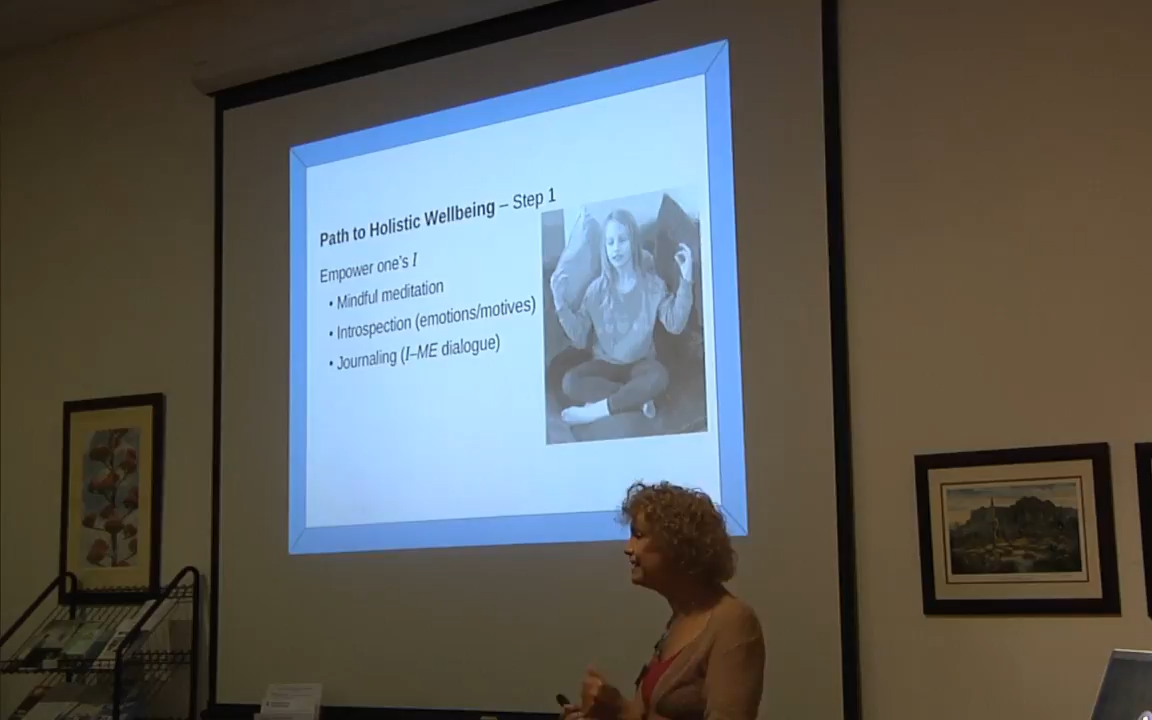 Path to Holistic Wellbeing – Step 1
Empower one's I
• Mindful meditation
• Introspection (emotions/motives)
• Journaling (I–ME dialogue)